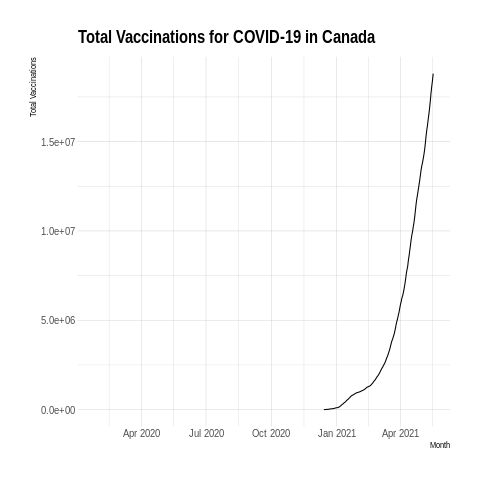 Total Vaccinations for COVID-19 in Canada
Total Vaccinations
1.5e+07
1.0e+07
5.0e+06
0.0e+00
Apr 2020 Jul 2020 Oct 2020 Jan 2021 Apr 2021
Month